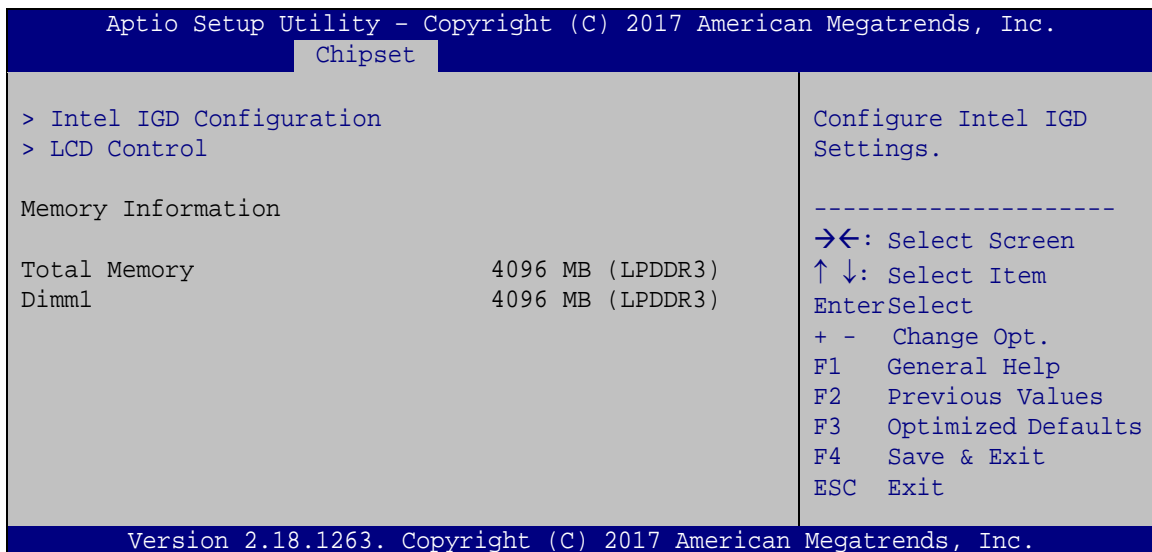 Aptio Setup Utility – Copyright (C) 2017 American Megatrends, Inc.
Chipset
> Intel IGD Configuration
> LCD Control
Memory Information
Total Memory 4096 MB (LPDDR3)
Dimm1 4096 MB (LPDDR3)
Configure Intel IGD
Settings.
---------------------
→←: Select Screen
↑ ↓: Select Item
EnterSelect
+ - Change Opt.
F1 General Help
F2 Previous Values
F3 Optimized Defaults
F4 Save & Exit
ESC Exit
Version 2.18.1263. Copyright (C) 2017 American Megatrends, Inc.